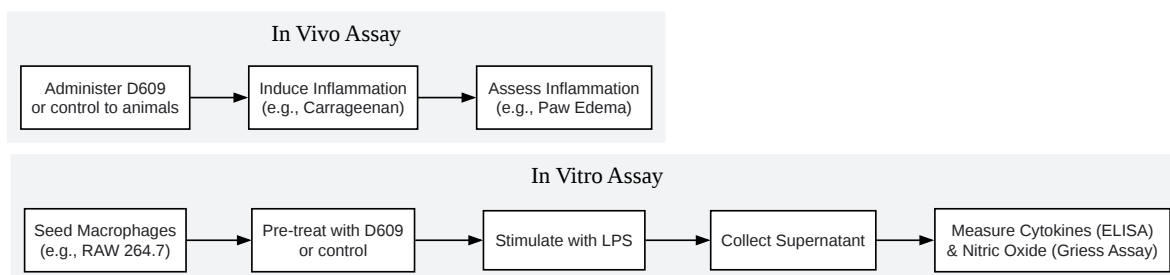 In Vivo Assay
Administer D609
or control to animals
Induce Inflammation
(e.g., Carrageenan)
Assess Inflammation
(e.g., Paw Edema)
In Vitro Assay
Seed Macrophages
(e.g., RAW 264.7)
Pre-treat with D609
or control
Stimulate with LPS
Collect Supernatant
Measure Cytokines (ELISA)
& Nitric Oxide (Griess Assay)